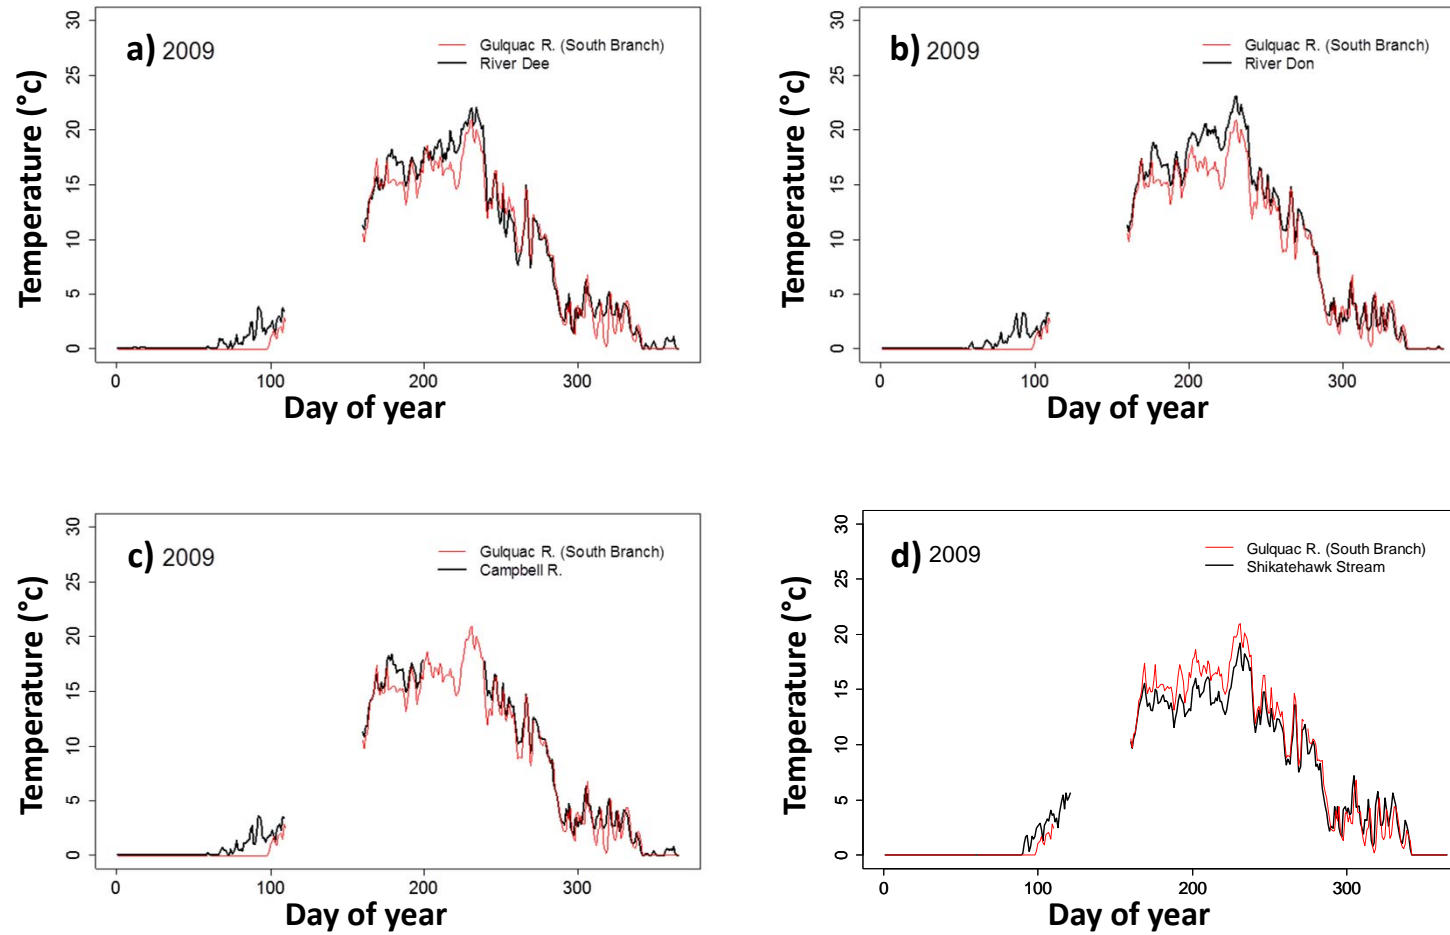 a) 2009
Gulquac R. (South Branch)
River Dee
Temperature (°c)
30
25
20
15
10
5
0
0 100 200 300
Day of year
b) 2009
Gulquac R. (South Branch)
River Don
Temperature (°c)
30
25
20
15
10
5
0
0 100 200 300
Day of year
c) 2009
Gulquac R. (South Branch)
Campbell R.
Temperature (°c)
30
25
20
15
10
5
0
0 100 200 300
Day of year
d) 2009
Gulquac R. (South Branch)
Shikatehawk Stream
Temperature (°c)
30
25
20
15
10
5
0
0 100 200 300
Day of year